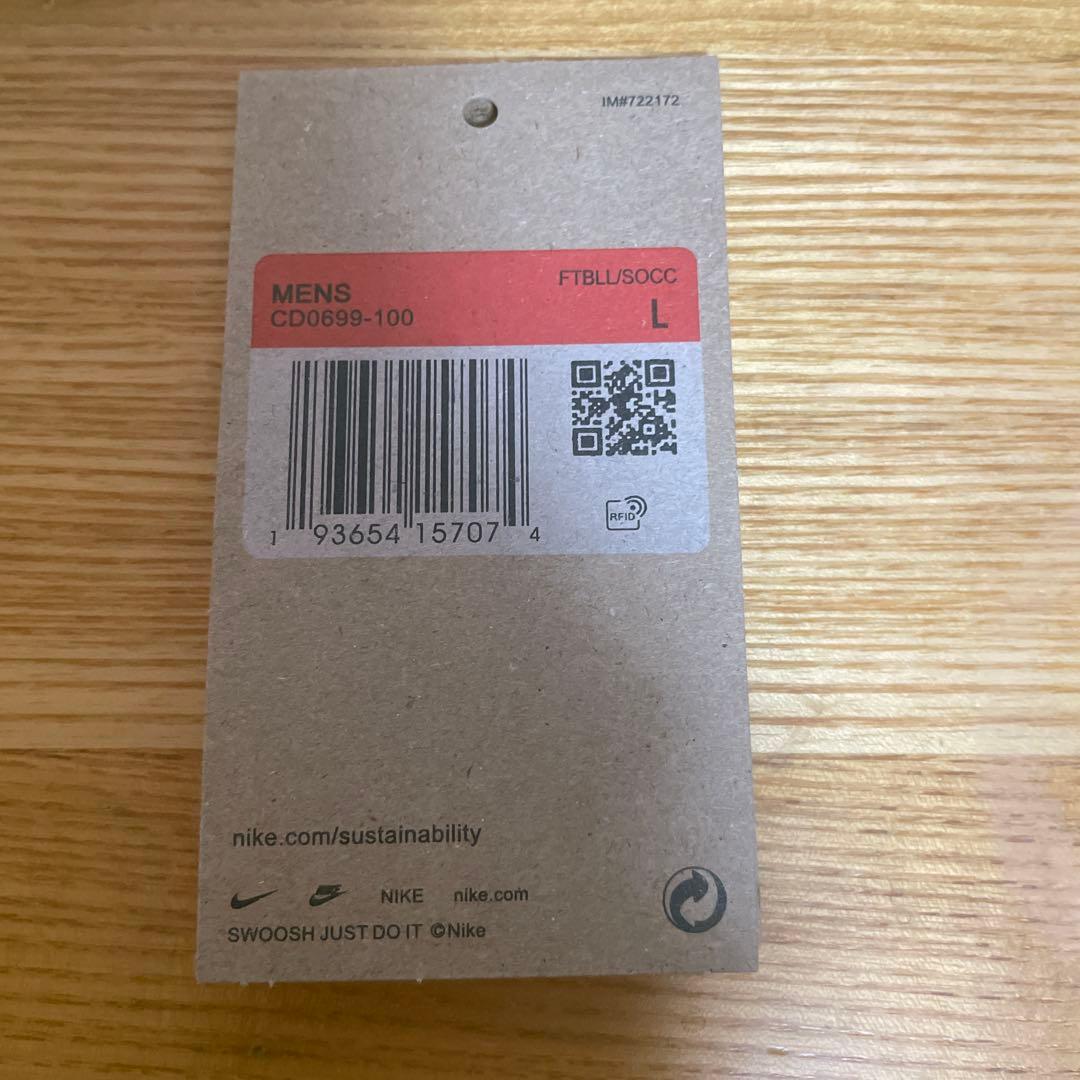 IM#722172
MENS
FTBLL/SOCC
CD0699-100
L
1 93654 15707 4
RFID
nike.com/sustainability
NIKE nike.com
SWOOSH JUST DO IT ©Nike